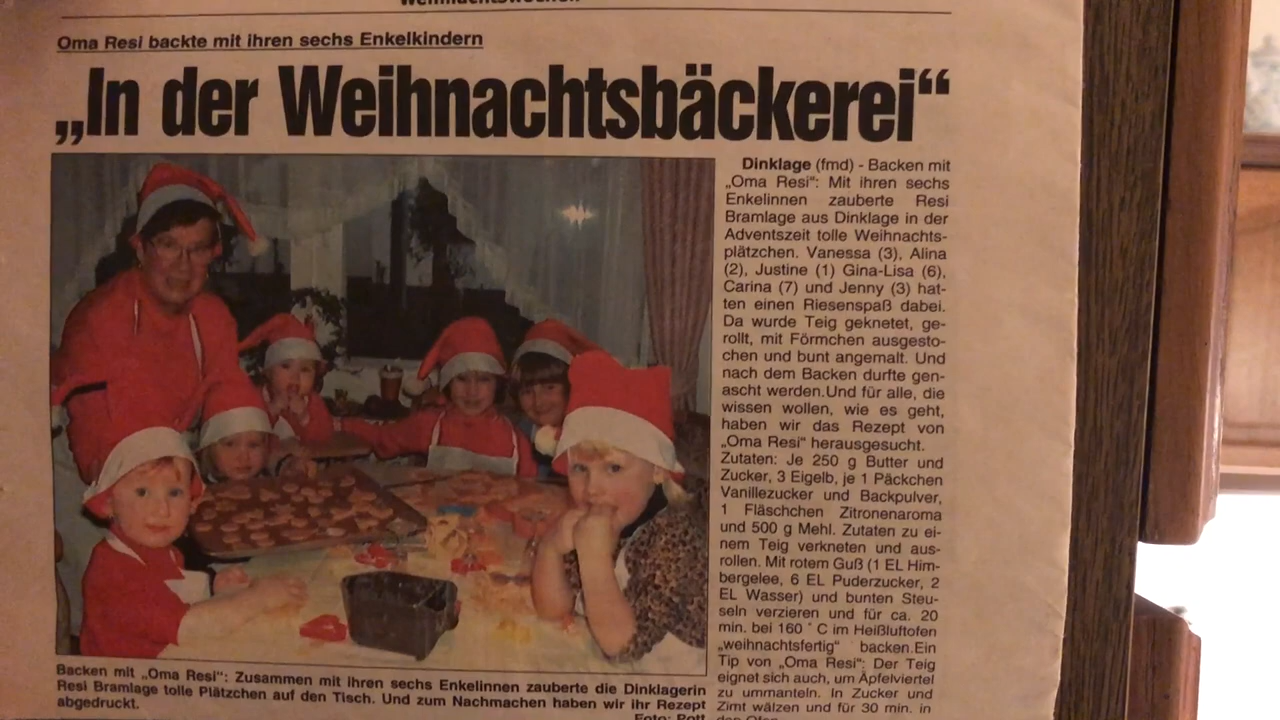 Oma Resi backte mit ihren sechs Enkelkindern
„In der Weihnachtsbäckerei“
Dinklage (fmd) - Backen mit
„Oma Resi“: Mit ihren sechs
Enkelinnen zauberte Resi
Bramlage aus Dinklage in der
Adventszeit tolle Weihnachts-
plätzchen. Vanessa (3), Alina
(2), Justine (1) Gina-Lisa (6),
Carina (7) und Jenny (3) hat-
ten einen Riesenspaß dabei.
Da wurde Teig geknetet, ge-
rollt, mit Förmchen ausgesto-
chen und bunt angemalt. Und
nach dem Backen durfte gen-
ascht werden.Und für alle, die
wissen wollen, wie es geht,
haben wir das Rezept von
„Oma Resi“ herausgesucht.
Zutaten: Je 250 g Butter und
Zucker, 3 Eigelb, je 1 Päckchen
Vanillezucker und Backpulver,
1 Fläschchen Zitronenaroma
und 500 g Mehl. Zutaten zu ei-
nem Teig verkneten und aus-
rollen. Mit rotem Guß (1 EL Him-
bergelee, 6 EL Puderzucker, 2
EL Wasser) und bunten Steu-
seln verzieren und für ca. 20
min. bei 160 ° C im Heißluftofen
„weihnachtsfertig“ backen.Ein
Tip von „Oma Resi“: Der Teig
eignet sich auch, um Äpfelviertel
zu ummanteln. In Zucker und
Zimt wälzen und für 30 min. in
den Ofen
Backen mit „Oma Resi“: Zusammen mit ihren sechs Enkelinnen zauberte die Dinklagerin
Resi Bramlage tolle Plätzchen auf den Tisch. Und zum Nachmachen haben wir ihr Rezept
abgedruckt.
Foto: Pott